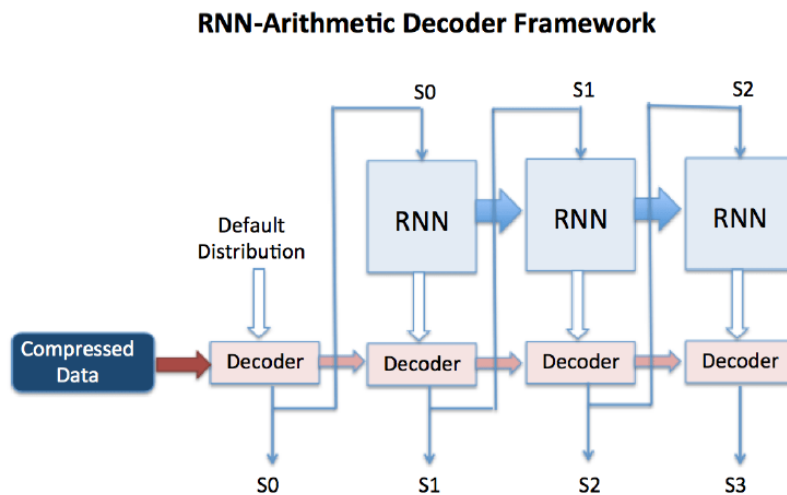 RNN-Arithmetic Decoder Framework
S0
S1
S2
RNN
RNN
RNN
Default
Distribution
Compressed
Data
Decoder
Decoder
Decoder
Decoder
S0
S1
S2
S3